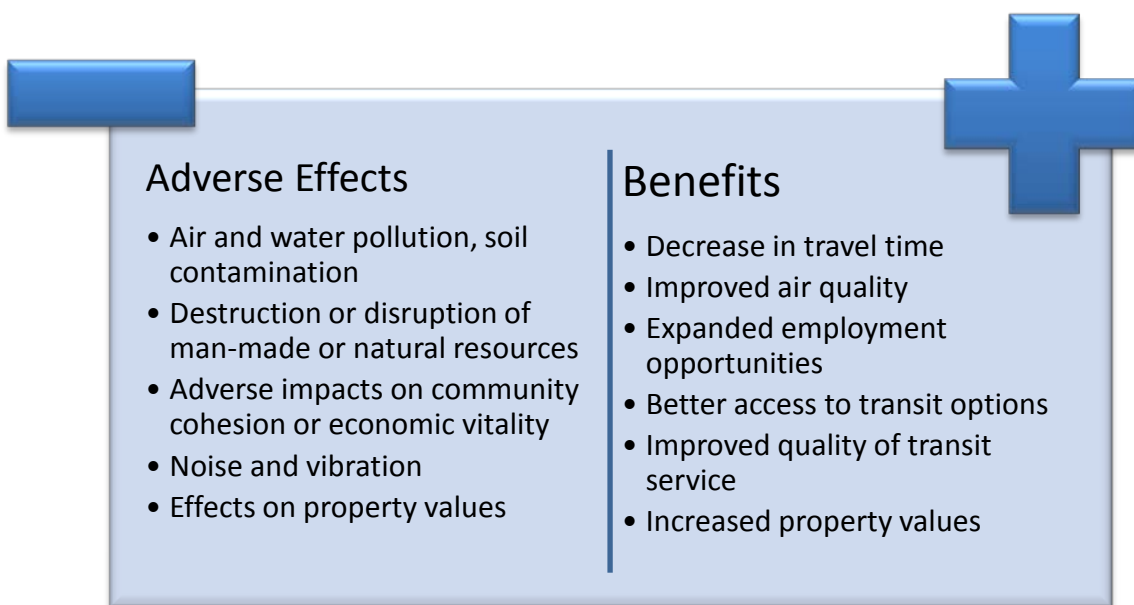 Adverse Effects
• Air and water pollution, soil
contamination
• Destruction or disruption of
man-made or natural resources
• Adverse impacts on community
cohesion or economic vitality
• Noise and vibration
• Effects on property values
Benefits
• Decrease in travel time
• Improved air quality
• Expanded employment
opportunities
• Better access to transit options
• Improved quality of transit
service
• Increased property values